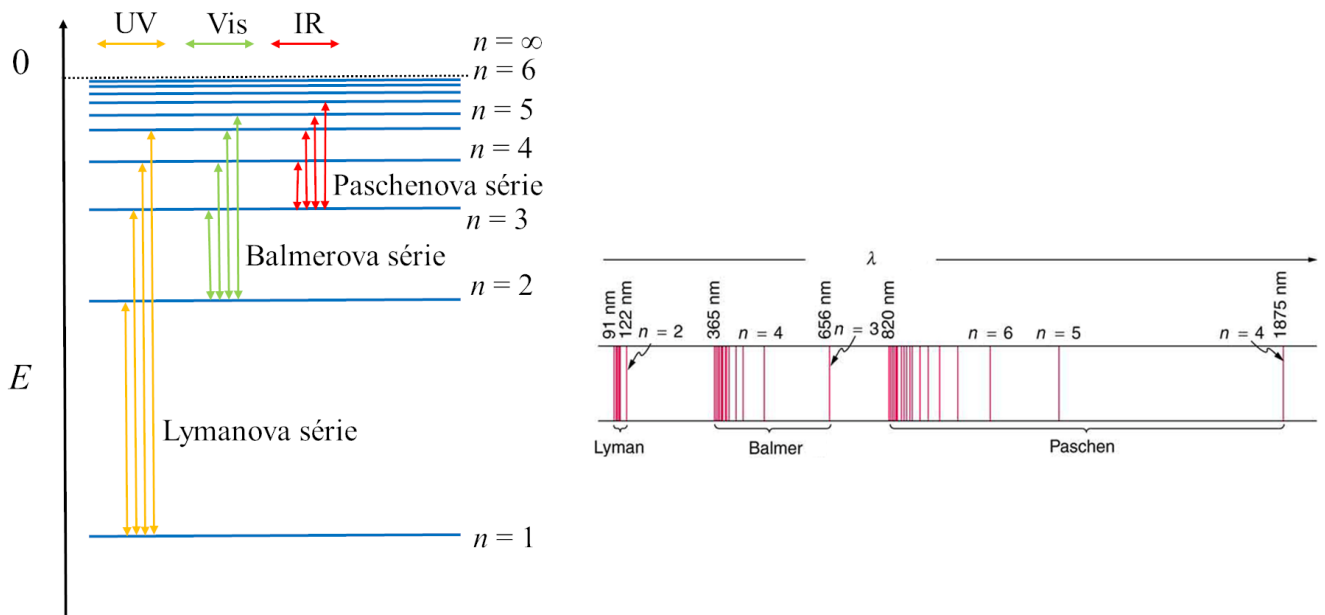 UV Vis IR
n = ∞
0
n = 6
n = 5
n = 4
Paschenova série
n = 3
Balmerova série
n = 2
E
Lymanova série
n = 1
λ
91 nm
122 nm
365 nm
656 nm
820 nm
1875 nm
n = 2
n = 4
n = 3
n = 6
n = 5
n = 4
Lyman
Balmer
Paschen